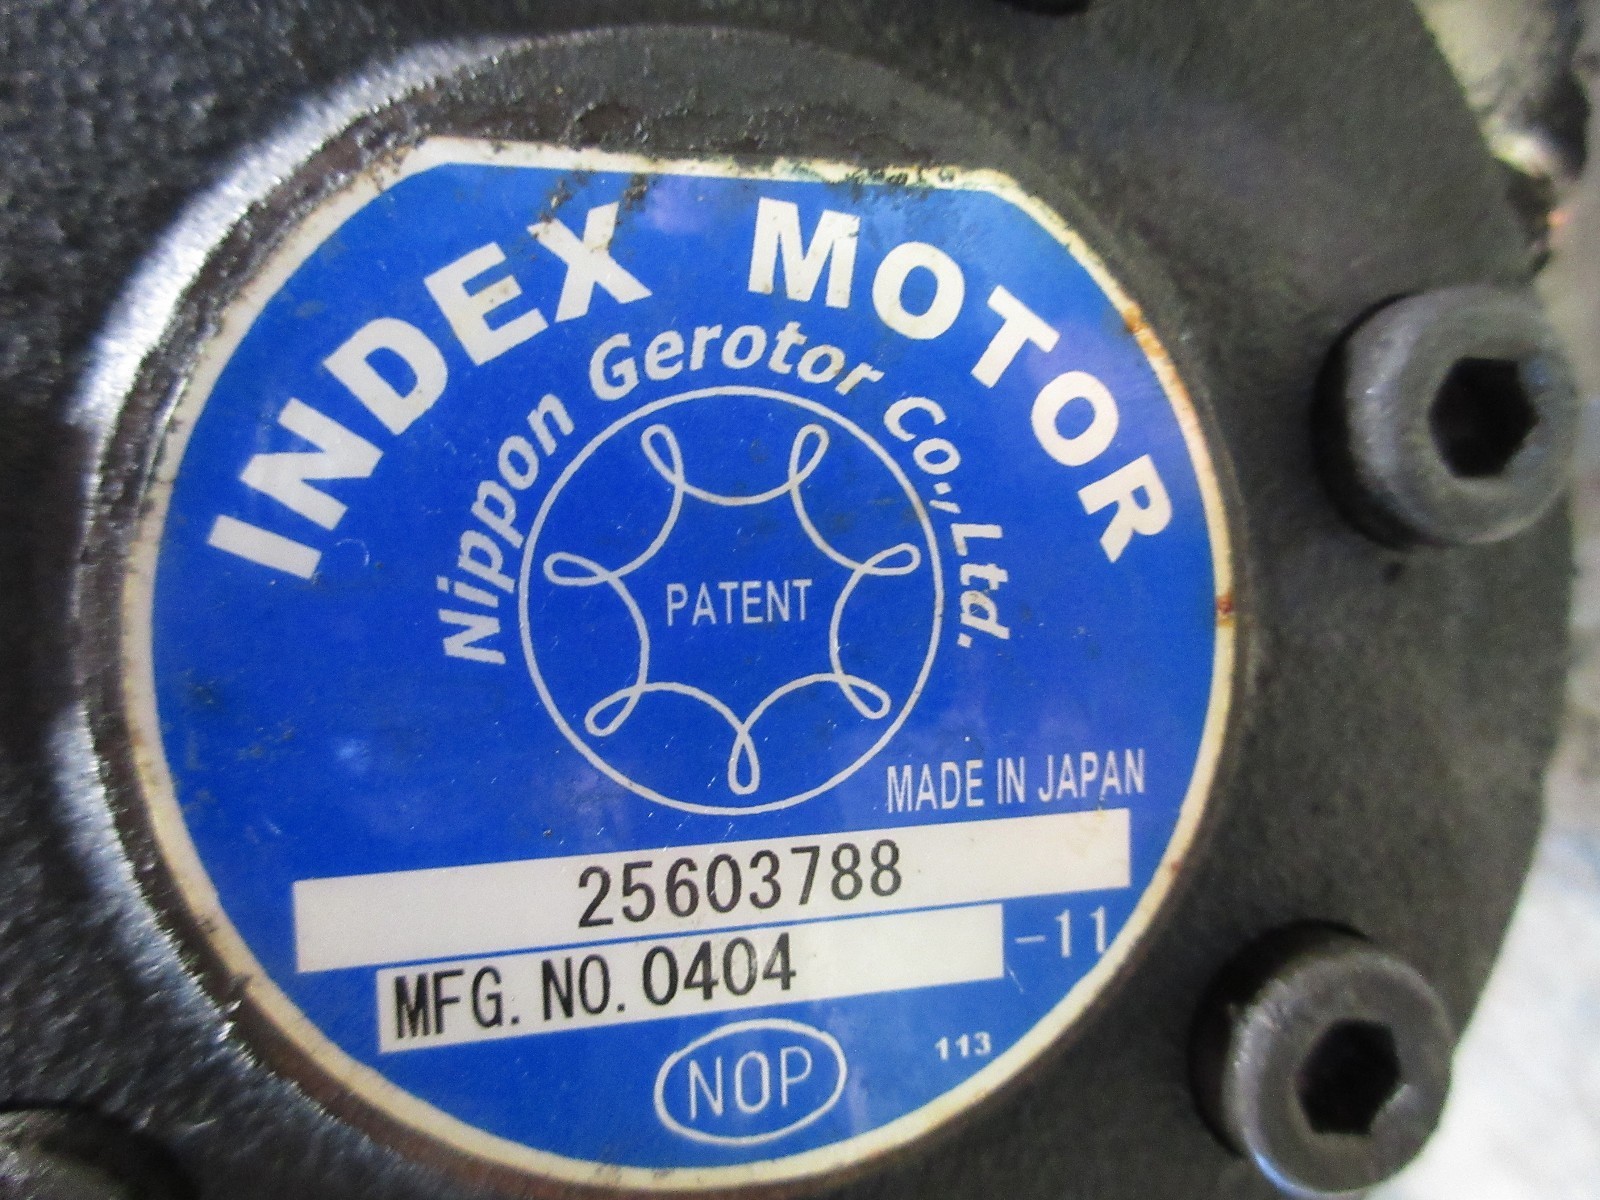 INDEX MOTOR
Nippon Gerotor Co.,Ltd.
PATENT
MADE IN JAPAN
25603788
MFG. NO. 0404 -11
113
NOP